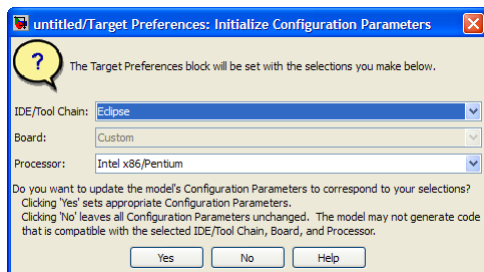 untitled/Target Preferences: Initialize Configuration Parameters
?
The Target Preferences block will be set with the selections you make below.
IDE/Tool Chain: Eclipse
Board: Custom
Processor: Intel x86/Pentium
Do you want to update the model's Configuration Parameters to correspond to your selections?
Clicking 'Yes' sets appropriate Configuration Parameters.
Clicking 'No' leaves all Configuration Parameters unchanged. The model may not generate code
that is compatible with the selected IDE/Tool Chain, Board, and Processor.
Yes No Help